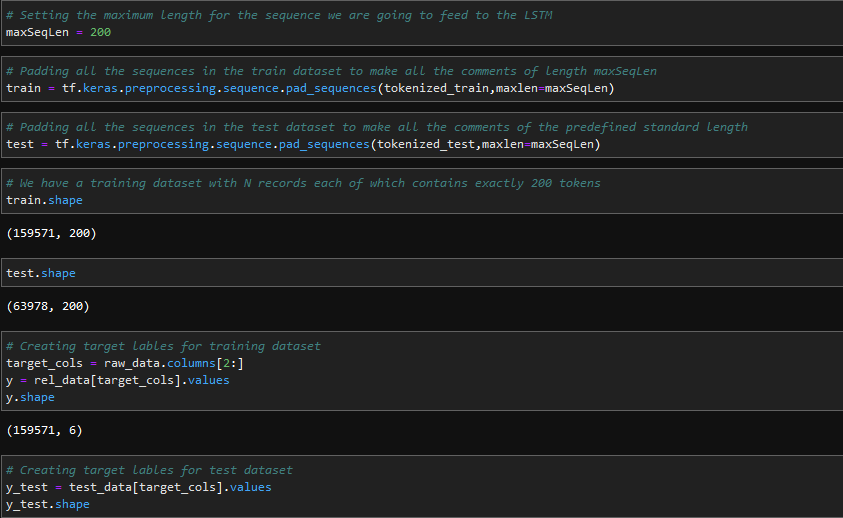 # Setting the maximum length for the sequence we are going to feed to the LSTM
maxSeqLen = 200
# Padding all the sequences in the train dataset to make all the comments of length maxSeqLen
train = tf.keras.preprocessing.sequence.pad_sequences(tokenized_train,maxlen=maxSeqLen)
# Padding all the sequences in the test dataset to make all the comments of the predefined standard length
test = tf.keras.preprocessing.sequence.pad_sequences(tokenized_test,maxlen=maxSeqLen)
# We have a training dataset with N records each of which contains exactly 200 tokens
train.shape
(159571, 200)
test.shape
(63978, 200)
# Creating target lables for training dataset
target_cols = raw_data.columns[2:]
y = rel_data[target_cols].values
y.shape
(159571, 6)
# Creating target lables for test dataset
y_test = test_data[target_cols].values
y_test.shape